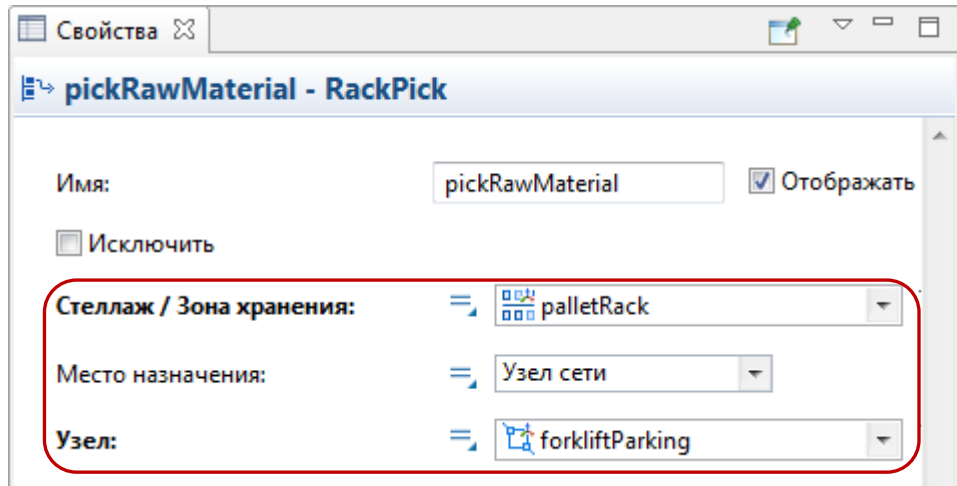 Свойства
pickRawMaterial - RackPick
Имя: pickRawMaterial Отображать
Исключить
Стеллаж / Зона хранения: palletRack
Место назначения: Узел сети
Узел: forkliftParking